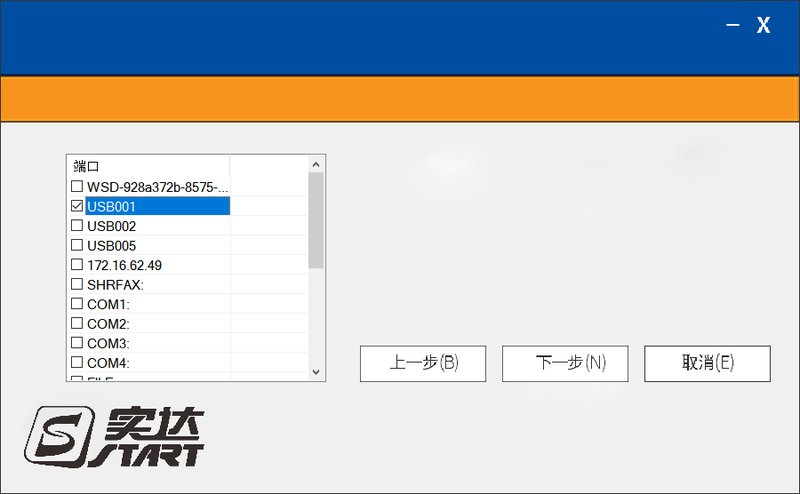 — X
端口
WSD-928a372b-8575-...
USB001
USB002
USB005
172.16.62.49
SHRFAX:
COM1:
COM2:
COM3:
COM4:
上一步(B) 下一步(N) 取消(E)
实达
START